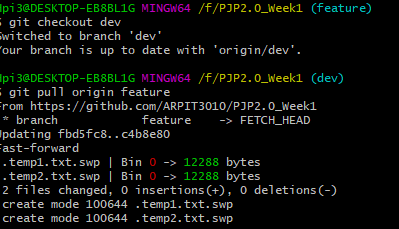 pi3@DESKTOP-EB8BL1G MINGW64 /f/PJP2.0_Week1 (feature)
$ git checkout dev
Switched to branch 'dev'
Your branch is up to date with 'origin/dev'.
pi3@DESKTOP-EB8BL1G MINGW64 /f/PJP2.0_Week1 (dev)
$ git pull origin feature
From https://github.com/ARPIT3010/PJP2.0_Week1
* branch feature -> FETCH_HEAD
Updating fbd5fc8..c4b8e80
Fast-forward
.temp1.txt.swp | Bin 0 -> 12288 bytes
.temp2.txt.swp | Bin 0 -> 12288 bytes
2 files changed, 0 insertions(+), 0 deletions(-)
create mode 100644 .temp1.txt.swp
create mode 100644 .temp2.txt.swp